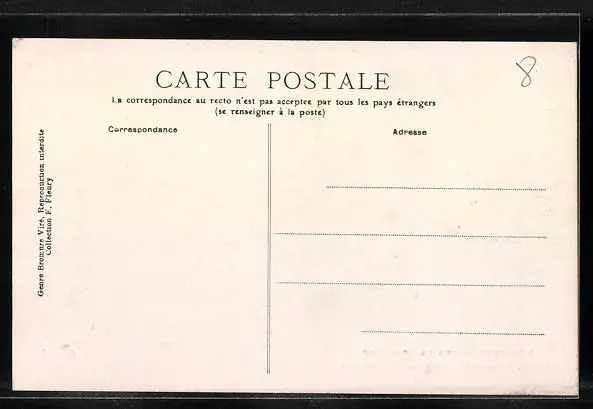 CARTE POSTALE
La correspondance au recto n'est pas acceptée par tous les pays étrangers
(se renseigner à la poste)
Correspondance
Adresse
Genre Bromure Viré, Reproduction interdite
Collection F. Fleury
8